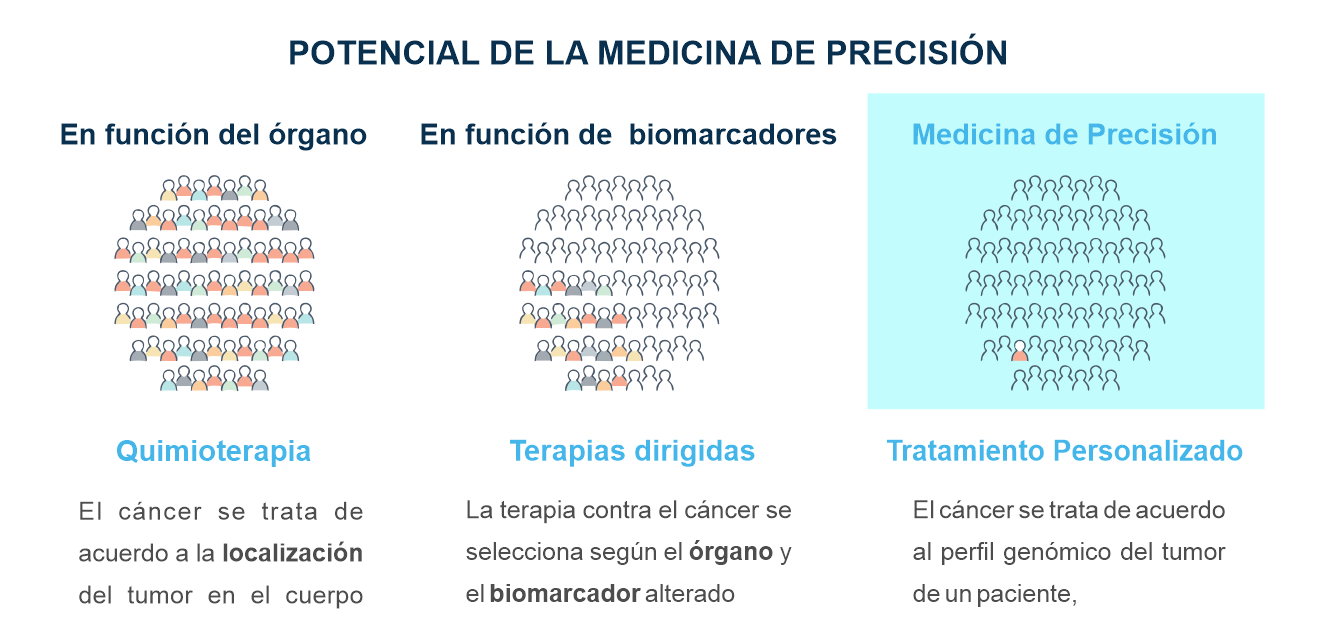 POTENCIAL DE LA MEDICINA DE PRECISIÓN
En función del órgano
En función de biomarcadores
Medicina de Precisión
Quimioterapia
Terapias dirigidas
Tratamiento Personalizado
El cáncer se trata de
acuerdo a la localización
del tumor en el cuerpo
La terapia contra el cáncer se
selecciona según el órgano y
el biomarcador alterado
El cáncer se trata de acuerdo
al perfil genómico del tumor
de un paciente,